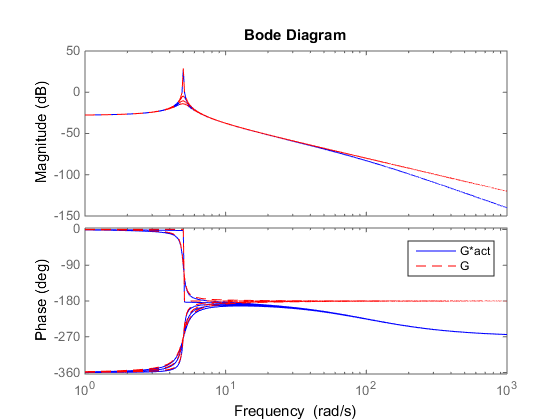 Bode Diagram
Magnitude (dB)
50
0
-50
-100
-150
Phase (deg)
0
-90
-180
-270
-360
G*act
G
10^0
10^1
10^2
10^3
Frequency (rad/s)